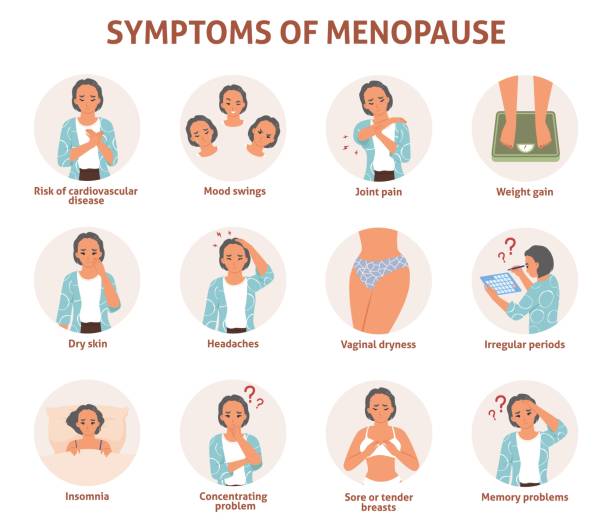 SYMPTOMS OF MENOPAUSE
Risk of cardiovascular
disease
Mood swings
Joint pain
Weight gain
Dry skin
Headaches
Vaginal dryness
Irregular periods
Insomnia
Concentrating
problem
Sore or tender
breasts
Memory problems